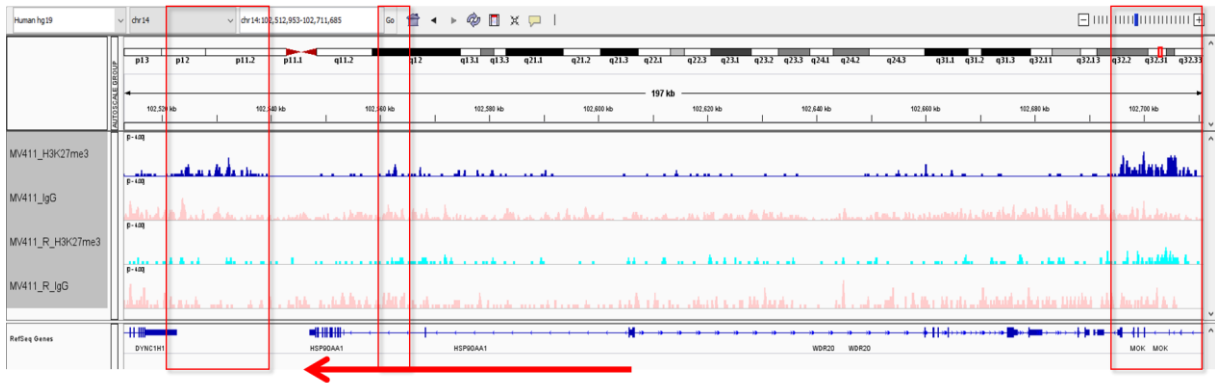 Human hg19 chr14 chr14:102,512,953-102,711,685 Go
p13 p12 p11.2 p11.1 q11.2 q12 q13.1 q13.3 q21.1 q21.2 q21.3 q22.1 q22.3 q23.1 q23.2 q23.3 q24.1 q24.2 q24.3 q31.1 q31.2 q31.3 q32.11 q32.13 q32.2 q32.31 q32.33
197 kb
102,520 kb 102,540 kb 102,560 kb 102,580 kb 102,600 kb 102,620 kb 102,640 kb 102,660 kb 102,680 kb 102,700 kb
AUTOSCALE GROUP
[0 - 4.00]
MV411_H3K27me3
[0 - 4.00]
MV411_IgG
[0 - 4.00]
MV411_R_H3K27me3
[0 - 4.00]
MV411_R_IgG
RefSeq Genes
DYNC1H1 HSP90AA1 HSP90AA1 WDR20 WDR20 MOK MOK